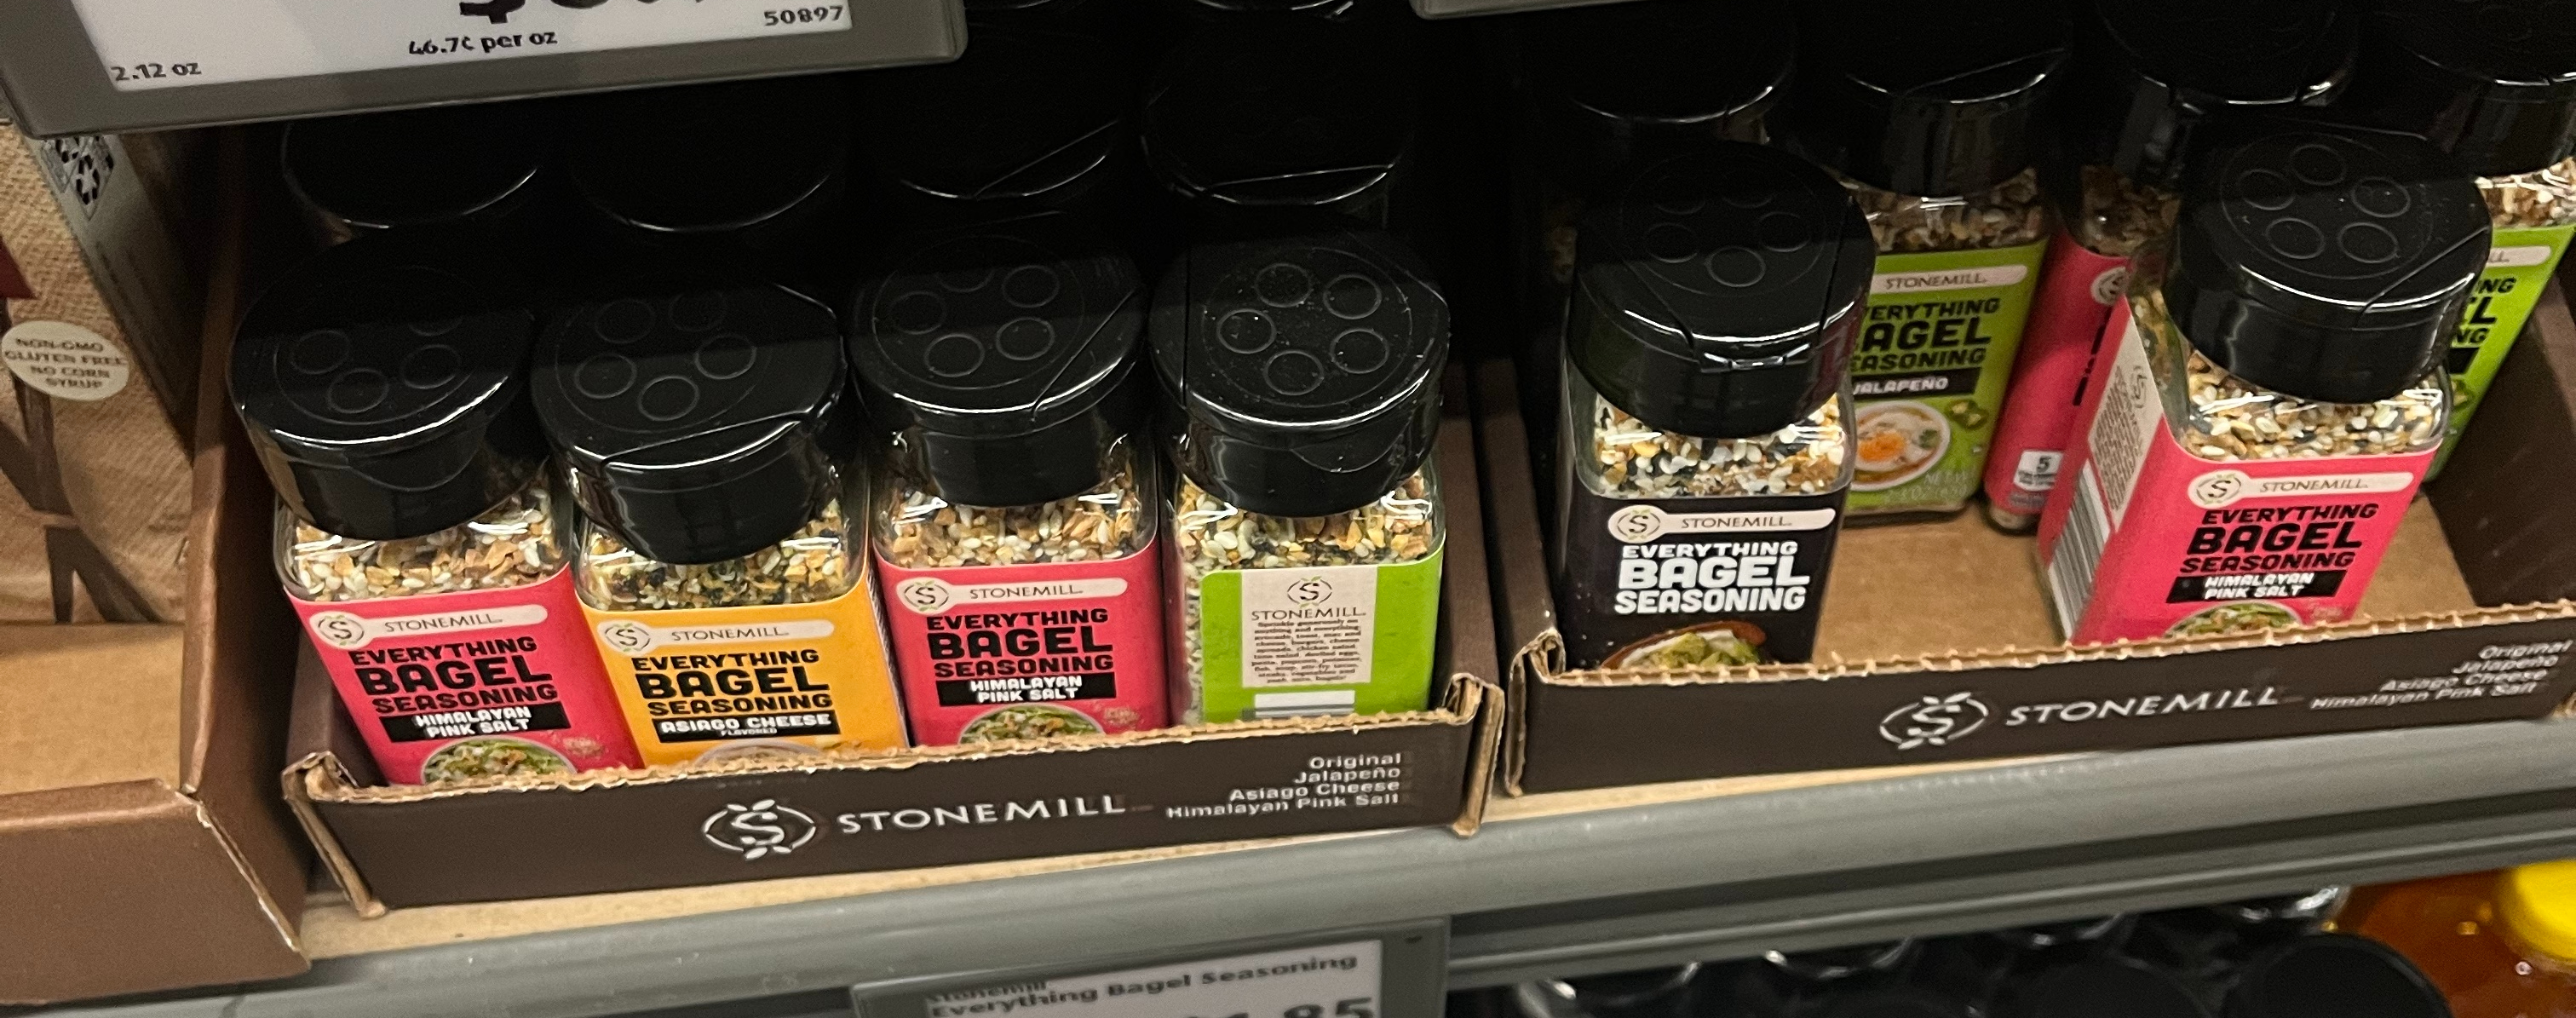 50897
46.7¢ per oz
2.12 oz
NON-GMO
GLUTEN FREE
NO CORN
SYRUP
STONEMILL
EVERYTHING
BAGEL
SEASONING
HIMALAYAN
PINK SALT
STONEMILL
EVERYTHING
BAGEL
SEASONING
ASIAGO CHEESE
FLAVORED
STONEMILL
EVERYTHING
BAGEL
SEASONING
HIMALAYAN
PINK SALT
STONEMILL
STONEMILL
EVERYTHING
BAGEL
SEASONING
STONEMILL
EVERYTHING
BAGEL
SEASONING
JALAPEÑO
5
STONEMILL
EVERYTHING
BAGEL
SEASONING
HIMALAYAN
PINK SALT
STONEMILL
Original
Jalapeño
Asiago Cheese
Himalayan Pink Salt
STONEMILL
Original
Jalapeño
Asiago Cheese
Himalayan Pink Salt
Stonemill
Everything Bagel Seasoning
85